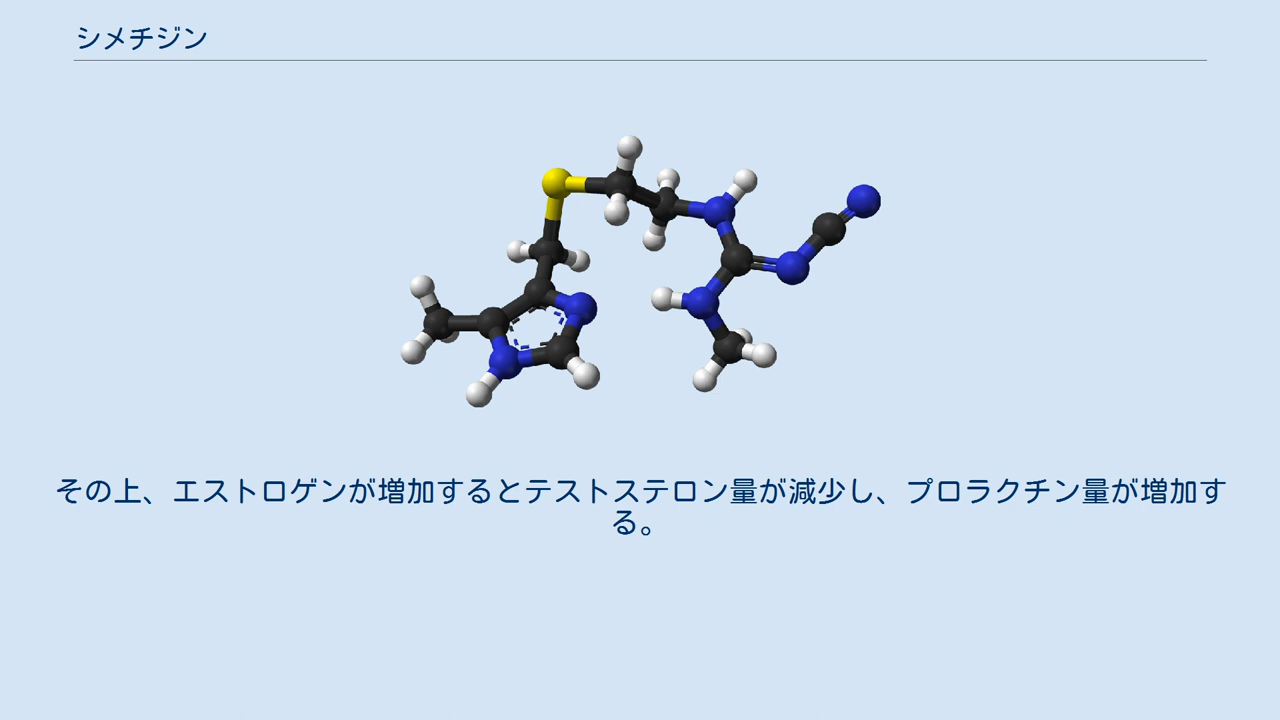 シメチジン
その上、エストロゲンが増加するとテストステロン量が減少し、プロラクチン量が増加す
る。